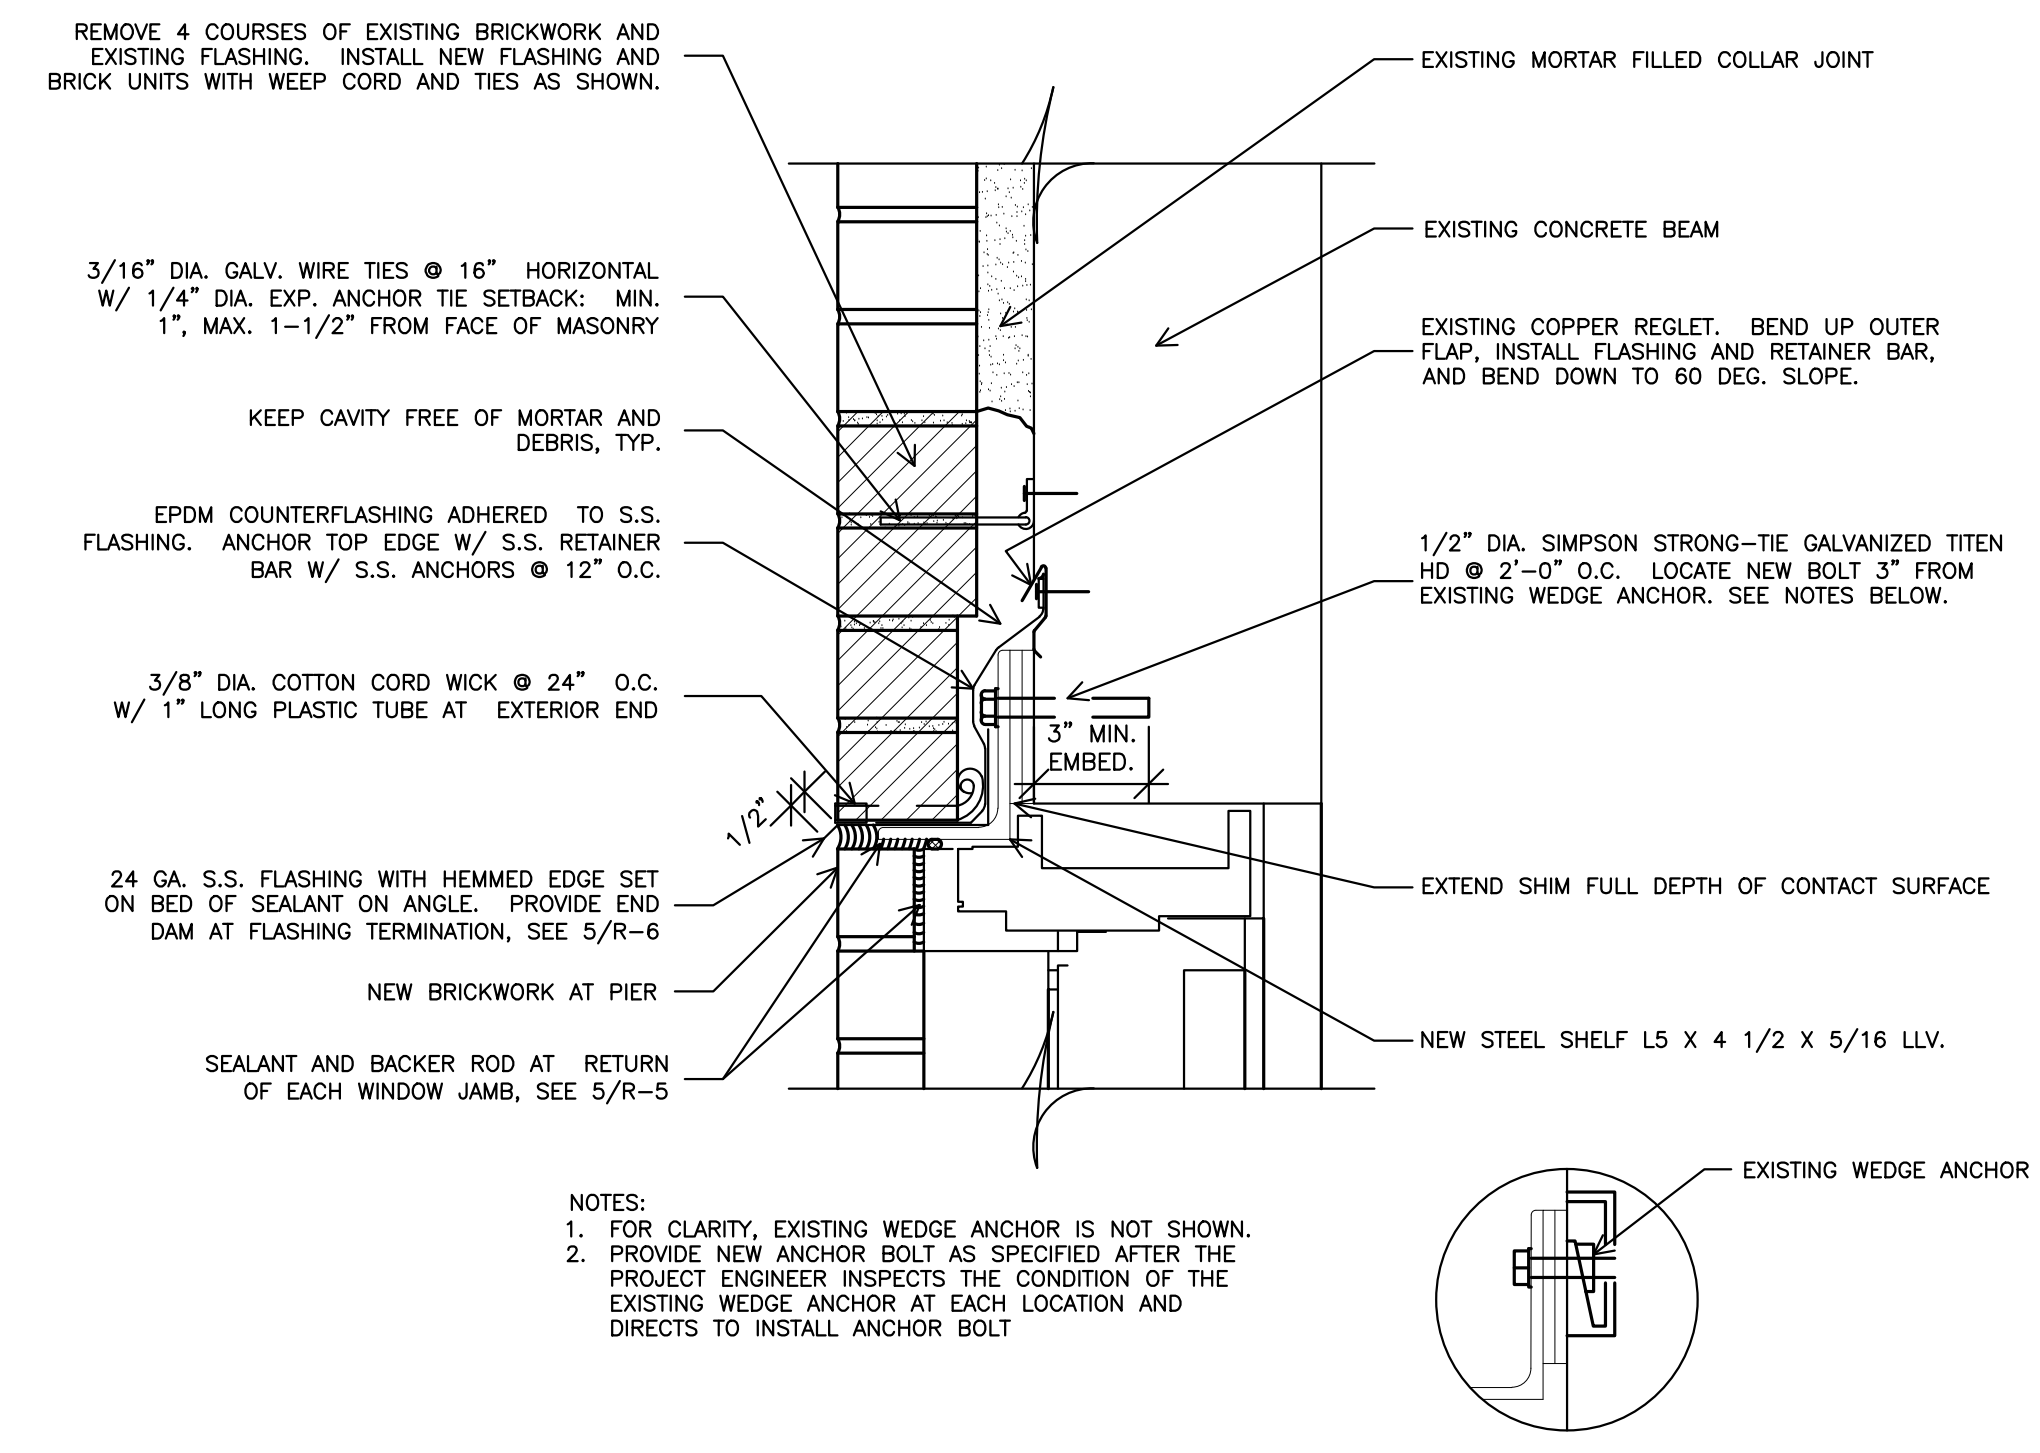 REMOVE 4 COURSES OF EXISTING BRICKWORK AND
EXISTING FLASHING. INSTALL NEW FLASHING AND
BRICK UNITS WITH WEEP CORD AND TIES AS SHOWN.
3/16" DIA. GALV. WIRE TIES @ 16" HORIZONTAL
W/ 1/4" DIA. EXP. ANCHOR TIE SETBACK: MIN.
1", MAX. 1-1/2" FROM FACE OF MASONRY
KEEP CAVITY FREE OF MORTAR AND
DEBRIS, TYP.
EPDM COUNTERFLASHING ADHERED TO S.S.
FLASHING. ANCHOR TOP EDGE W/ S.S. RETAINER
BAR W/ S.S. ANCHORS @ 12" O.C.
3/8" DIA. COTTON CORD WICK @ 24" O.C.
W/ 1" LONG PLASTIC TUBE AT EXTERIOR END
1/2"
24 GA. S.S. FLASHING WITH HEMMED EDGE SET
ON BED OF SEALANT ON ANGLE. PROVIDE END
DAM AT FLASHING TERMINATION, SEE 5/R-6
NEW BRICKWORK AT PIER
SEALANT AND BACKER ROD AT RETURN
OF EACH WINDOW JAMB, SEE 5/R-5
EXISTING MORTAR FILLED COLLAR JOINT
EXISTING CONCRETE BEAM
EXISTING COPPER REGLET. BEND UP OUTER
FLAP, INSTALL FLASHING AND RETAINER BAR,
AND BEND DOWN TO 60 DEG. SLOPE.
1/2" DIA. SIMPSON STRONG-TIE GALVANIZED TITEN
HD @ 2'-0" O.C. LOCATE NEW BOLT 3" FROM
EXISTING WEDGE ANCHOR. SEE NOTES BELOW.
3" MIN.
EMBED.
EXTEND SHIM FULL DEPTH OF CONTACT SURFACE
NEW STEEL SHELF L5 X 4 1/2 X 5/16 LLV.
EXISTING WEDGE ANCHOR
NOTES:
1. FOR CLARITY, EXISTING WEDGE ANCHOR IS NOT SHOWN.
2. PROVIDE NEW ANCHOR BOLT AS SPECIFIED AFTER THE
PROJECT ENGINEER INSPECTS THE CONDITION OF THE
EXISTING WEDGE ANCHOR AT EACH LOCATION AND
DIRECTS TO INSTALL ANCHOR BOLT